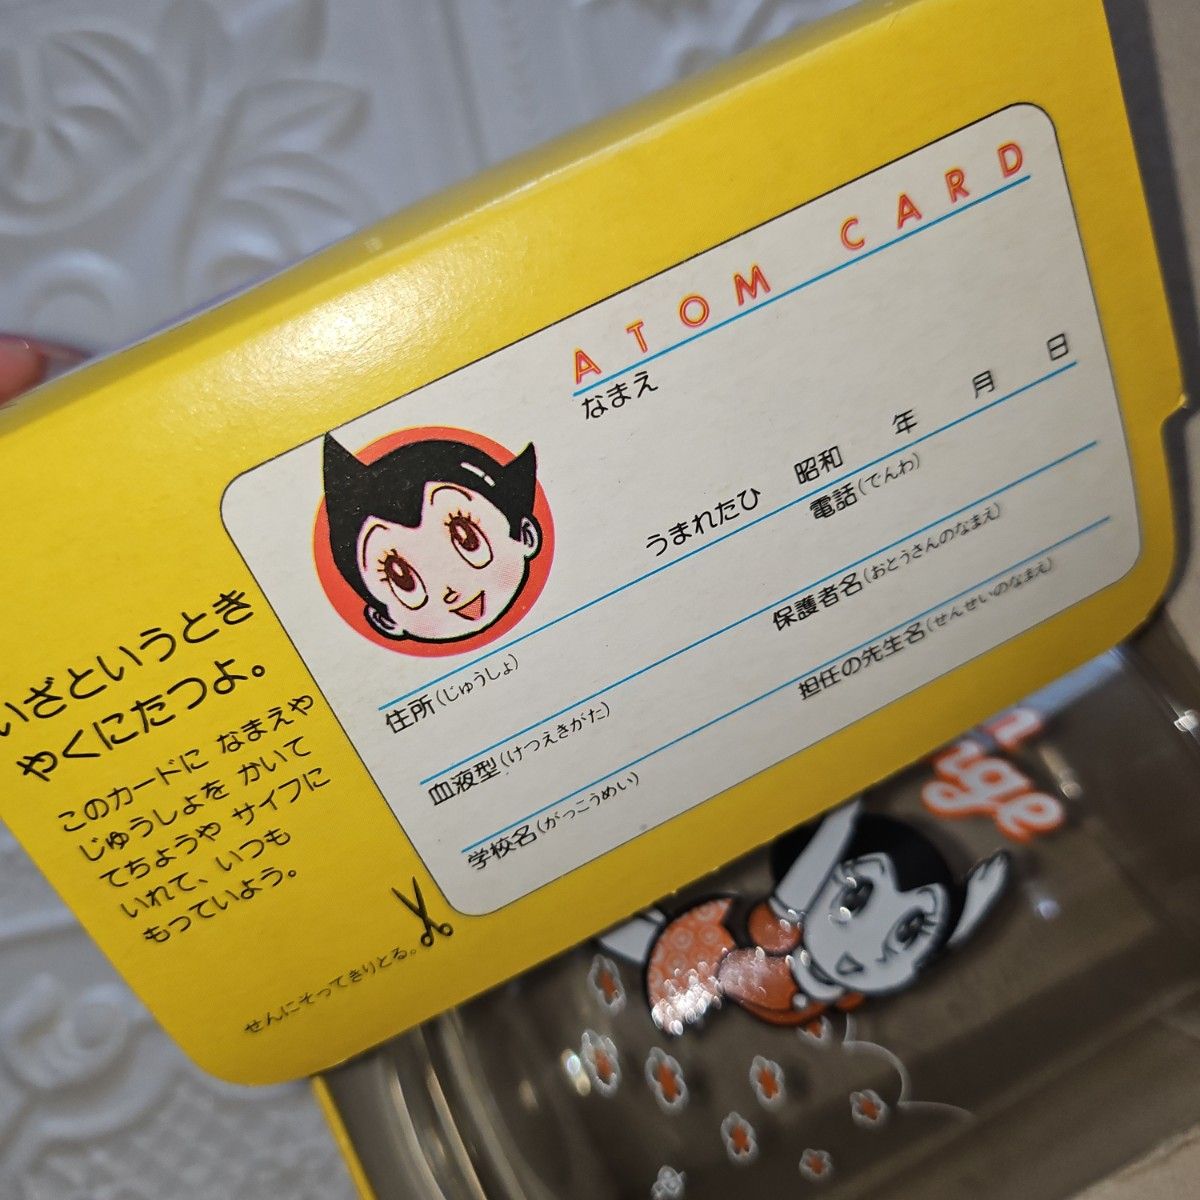 ATOM CARD
なまえ
うまれたひ 昭和 年 月 日
住所(じゅうしょ) 電話(でんわ)
血液型(けつえきがた) 保護者名(おとうさんのなまえ)
学校名(がっこうめい) 担任の先生名(せんせいのなまえ)
いざというとき
やくにたつよ。
このカードに なまえや
じゅうしよを かいて
てちょうや サイフに
いれて、いつも
もっていよう。
せんにそってきりとる。